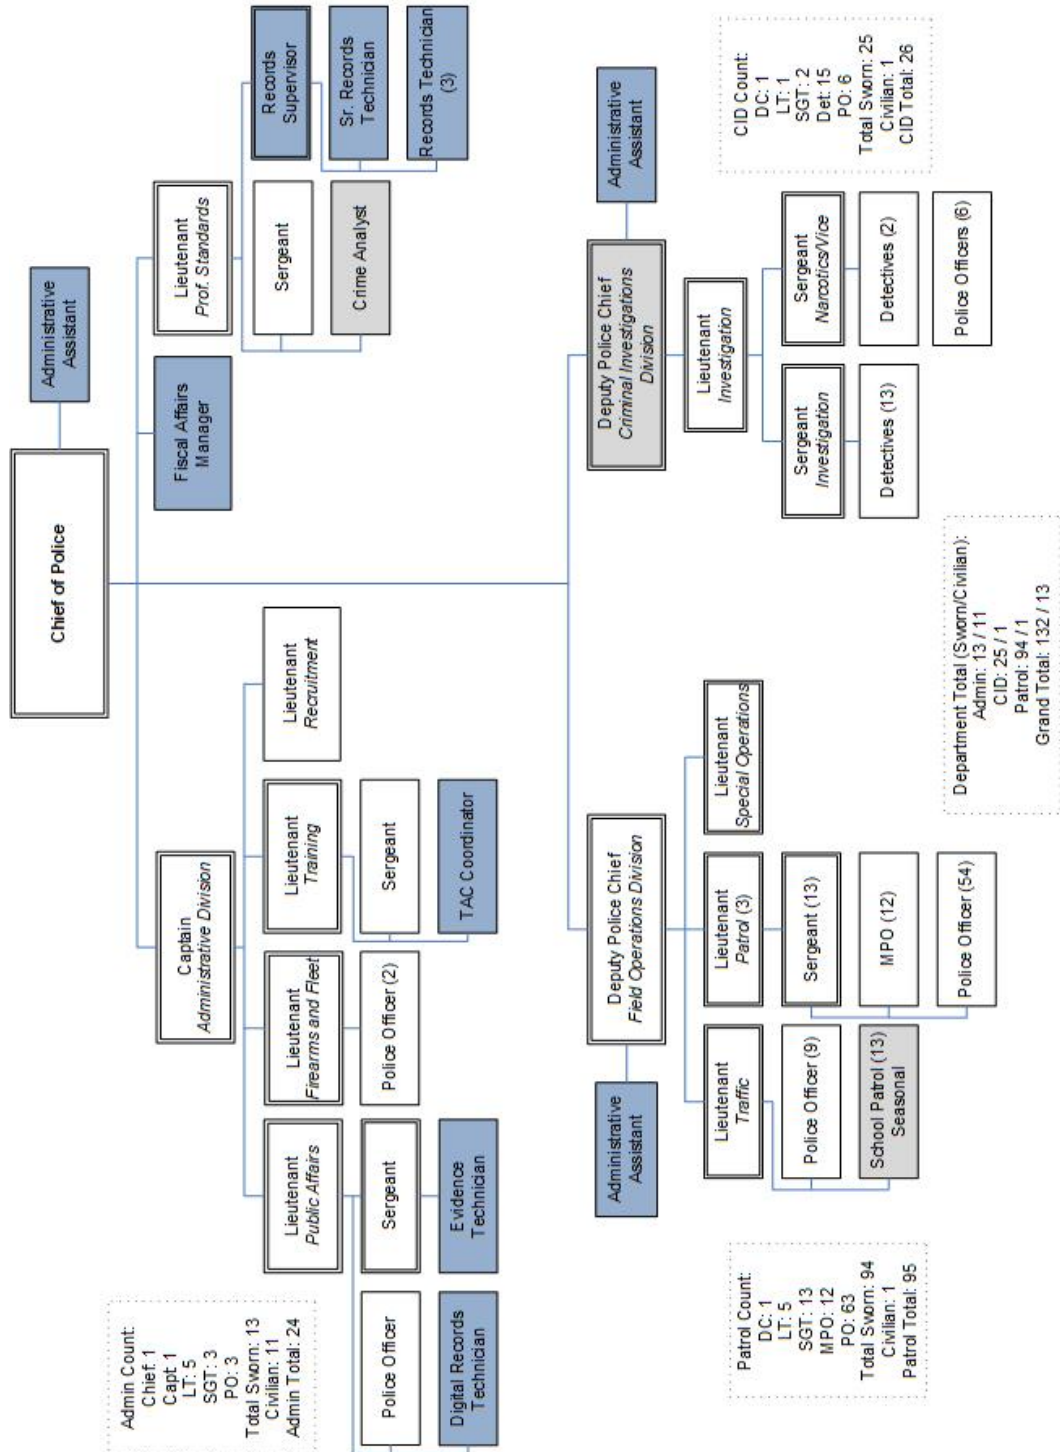 Chief of Police
Administrative
Assistant
Captain
Administrative Division
Fiscal Affairs
Manager
Lieutenant
Prof. Standards
Lieutenant
Public Affairs
Lieutenant
Firearms and Fleet
Lieutenant
Training
Lieutenant
Recruitment
Sergeant
Records
Supervisor
Police Officer
Sergeant
Police Officer (2)
Sergeant
Crime Analyst
Sr. Records
Technician
Digital Records
Technician
Evidence
Technician
TAC Coordinator
Records Technician
(3)
Admin Count:
Chief: 1
Capt 1
LT: 5
SGT: 3
PO: 3
Total Sworn: 13
Civilian: 11
Admin Total: 24
Administrative
Assistant
Deputy Police Chief
Field Operations Division
Deputy Police Chief
Criminal Investigations
Division
Administrative
Assistant
Lieutenant
Traffic
Lieutenant
Patrol (3)
Lieutenant
Special Operations
Lieutenant
Investigation
Police Officer (9)
Sergeant (13)
Sergeant
Investigation
Sergeant
Narcotics/Vice
School Patrol (13)
Seasonal
MPO (12)
Detectives (13)
Detectives (2)
Police Officer (54)
Police Officers (6)
Patrol Count:
DC: 1
LT: 5
SGT: 13
MPO: 12
PO: 63
Total Sworn: 94
Civilian: 1
Patrol Total: 95
CID Count:
DC: 1
LT: 1
SGT: 2
Det: 15
PO: 6
Total Sworn: 25
Civilian: 1
CID Total: 26
Department Total (Sworn/Civilian):
Admin: 13 / 11
CID: 25 / 1
Patrol: 94 / 1
Grand Total: 132 / 13